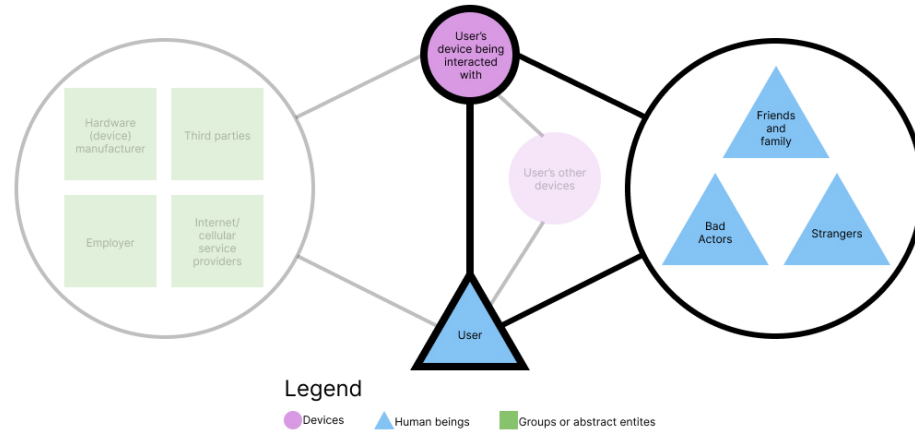 User's
device being
interacted
with
Hardware
(device)
manufacturer
Third parties
Employer
Internet/
cellular
service
providers
User's other
devices
Friends
and
family
Bad
Actors
Strangers
User
Legend
Devices
Human beings
Groups or abstract entites